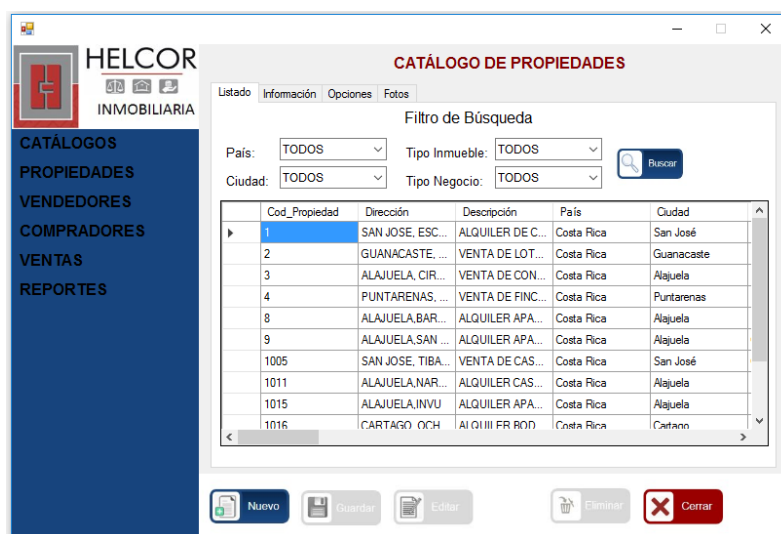 HELCOR
INMOBILIARIA
CATÁLOGOS
PROPIEDADES
VENDEDORES
COMPRADORES
VENTAS
REPORTES
CATÁLOGO DE PROPIEDADES
Listado Información Opciones Fotos
Filtro de Búsqueda
País: TODOS Tipo Inmueble: TODOS Buscar
Ciudad: TODOS Tipo Negocio: TODOS
Cod_Propiedad Dirección Descripción País Ciudad
1 SAN JOSE, ESC... ALQUILER DE C... Costa Rica San José
2 GUANACASTE, ... VENTA DE LOT... Costa Rica Guanacaste
3 ALAJUELA, CIR... VENTA DE CON... Costa Rica Alajuela
4 PUNTARENAS, ... VENTA DE FINC... Costa Rica Puntarenas
8 ALAJUELA,BAR... ALQUILER APA... Costa Rica Alajuela
9 ALAJUELA,SAN ... ALQUILER APA... Costa Rica Alajuela
1005 SAN JOSE, TIBA... VENTA DE CAS... Costa Rica San José
1011 ALAJUELA,NAR... ALQUILER CAS... Costa Rica Alajuela
1015 ALAJUELA,INVU ALQUILER APA... Costa Rica Alajuela
1016 CARTAGO, OCH... ALQUILER BOD... Costa Rica Cartago
Nuevo Guardar Editar Eliminar Cerrar